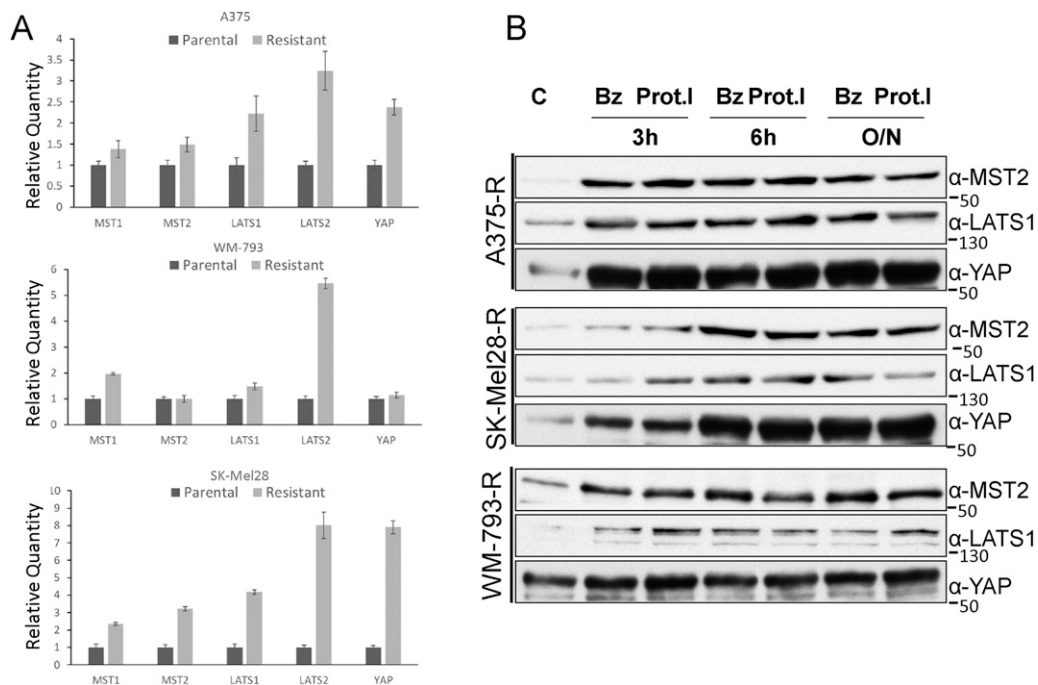 A
A375
Parental Resistant
Relative Quantity
4
3.5
3
2.5
2
1.5
1
0.5
0
MST1 MST2 LATS1 LATS2 YAP
WM-793
Parental Resistant
Relative Quantity
6
5
4
3
2
1
0
MST1 MST2 LATS1 LATS2 YAP
SK-Mel28
Parental Resistant
Relative Quantity
10
9
8
7
6
5
4
3
2
1
0
MST1 MST2 LATS1 LATS2 YAP
B
C Bz Prot.I Bz Prot.I Bz Prot.I
3h 6h O/N
A375-R
α-MST2
50
α-LATS1
130
α-YAP
50
SK-Mel28-R
α-MST2
50
α-LATS1
130
α-YAP
50
WM-793-R
α-MST2
50
α-LATS1
130
α-YAP
50